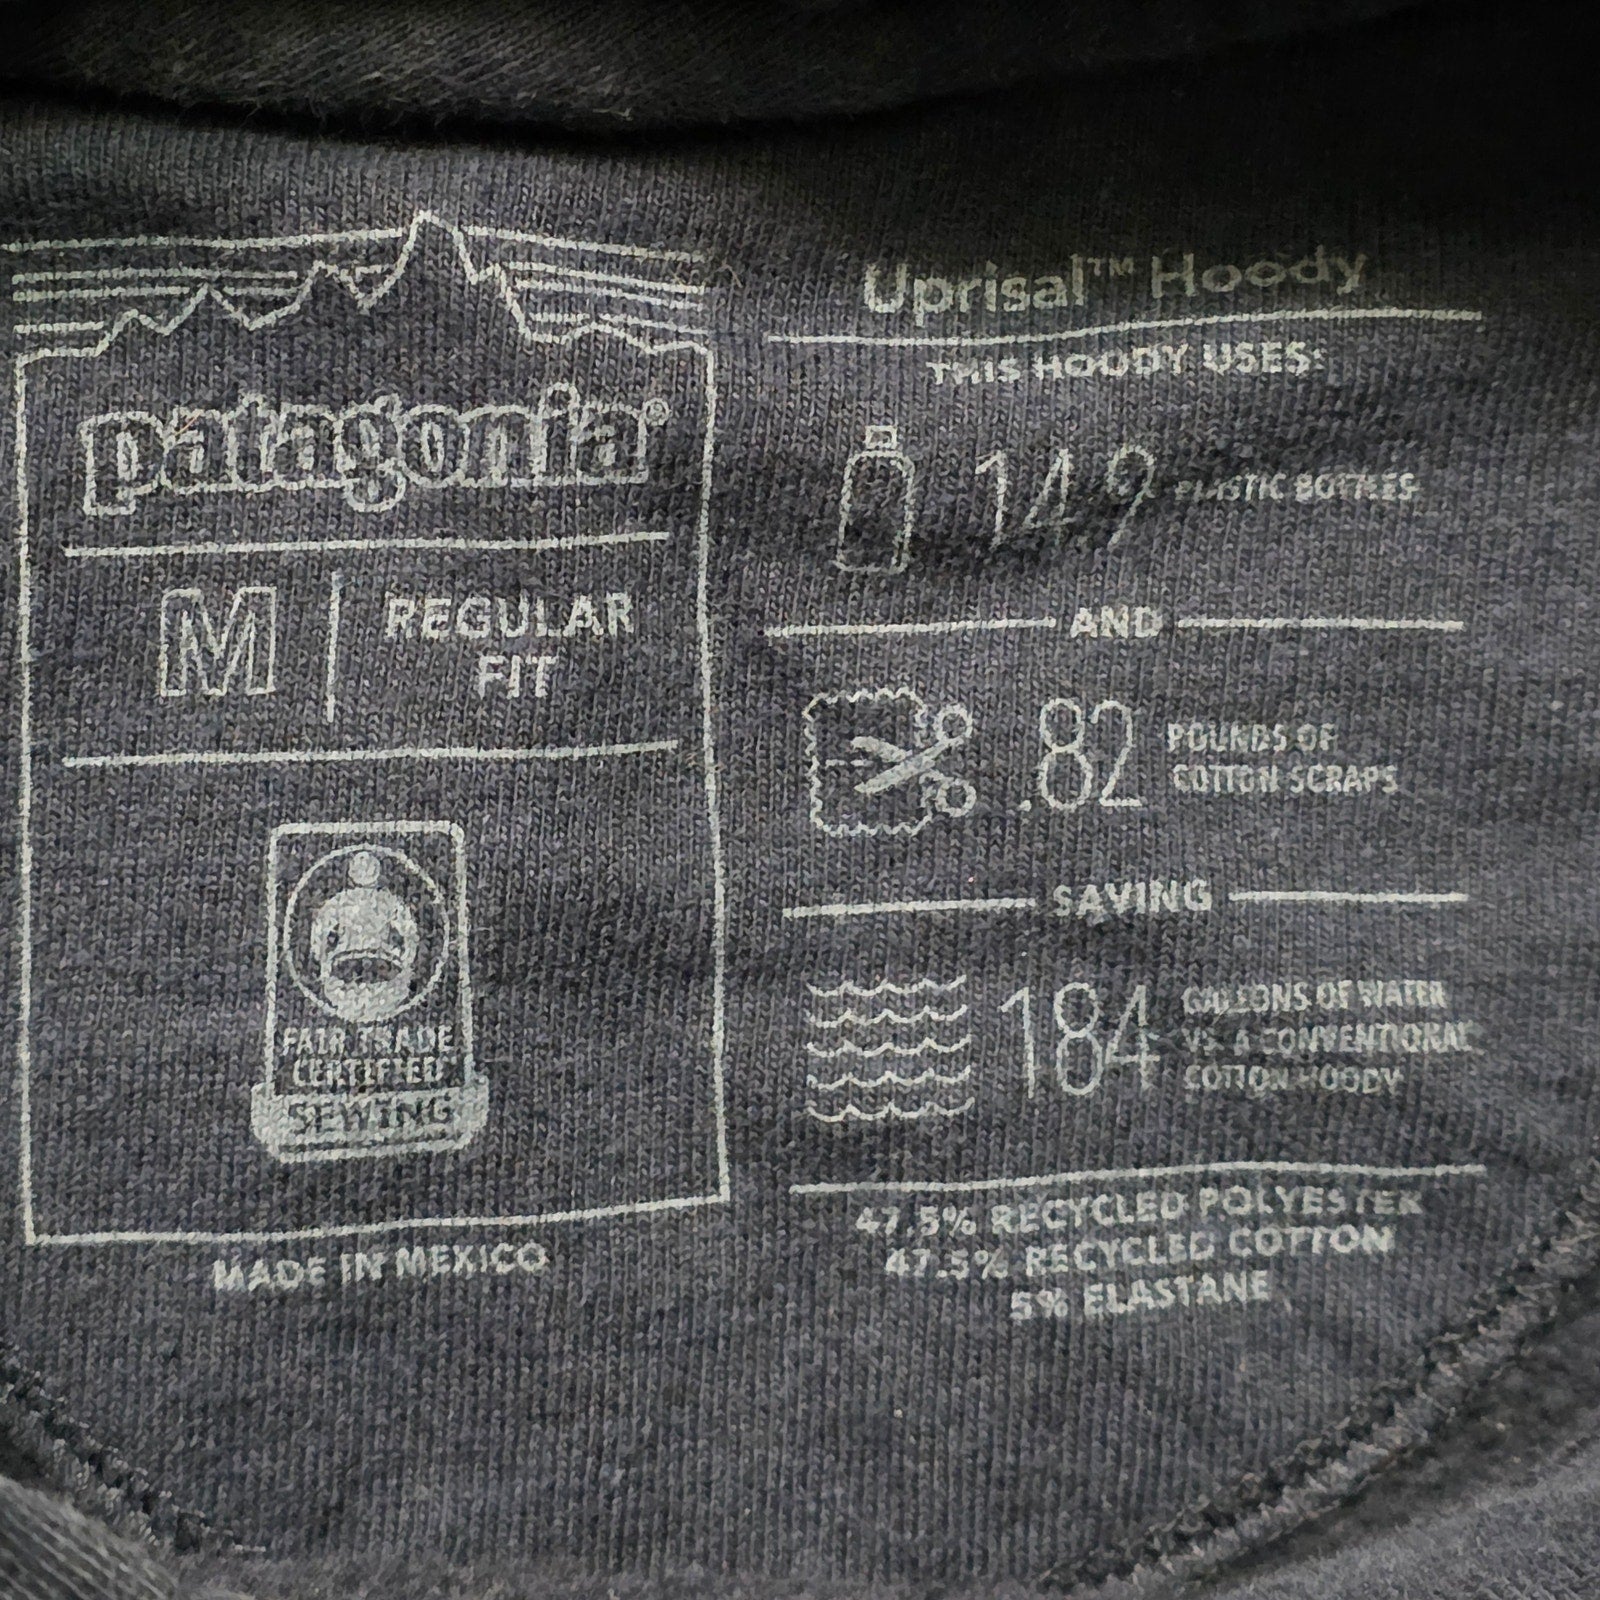 patagonia®
M
REGULAR
FIT
FAIR TRADE
CERTIFIED
SEWING
MADE IN MEXICO
Uprisal™ Hoody
THIS HOODY USES:
14.9 PLASTIC BOTTLES
AND
.82 POUNDS OF
COTTON SCRAPS
SAVING
184 GALLONS OF WATER
VS. A CONVENTIONAL
COTTON HOODY
47.5% RECYCLED POLYESTER
47.5% RECYCLED COTTON
5% ELASTANE